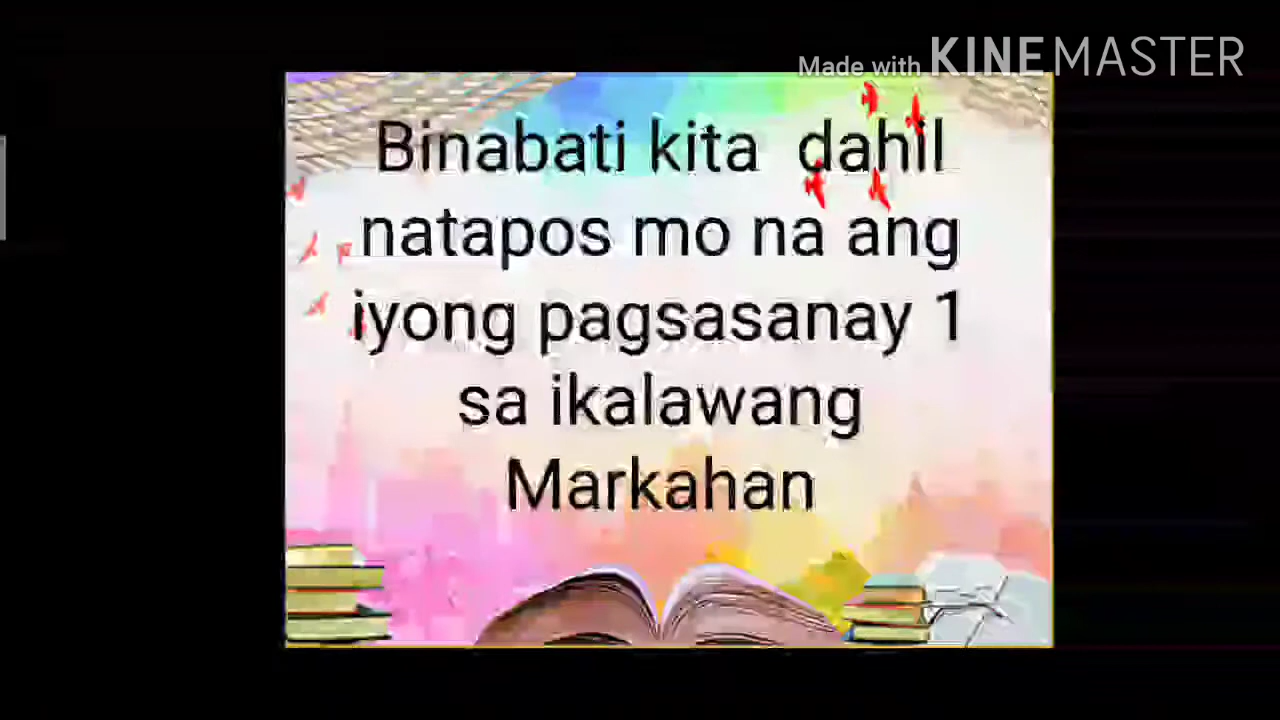 Made with KINEMASTER
Binabati kita dahil
natapos mo na ang
iyong pagsasanay 1
sa ikalawang
Markahan